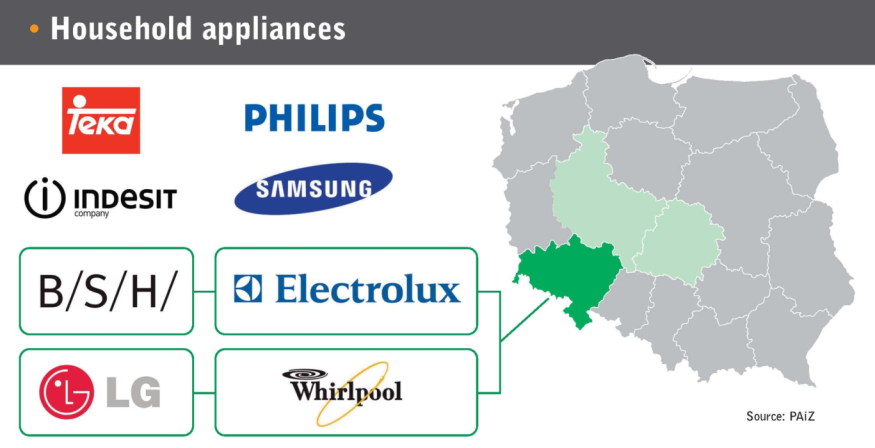 • Household appliances
Teka
PHILIPS
INDESIT
company
SAMSUNG
B/S/H/
Electrolux
LG
Whirlpool
Source: PAiZ